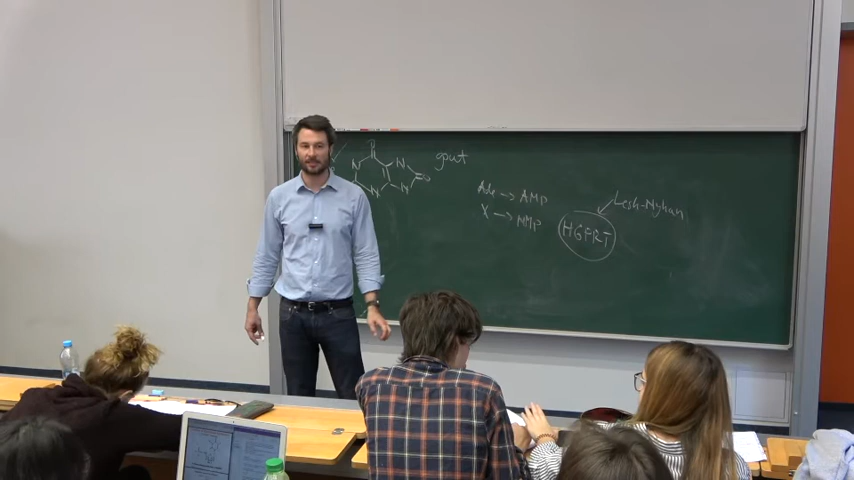 gout
Ade → AMP
X → NMP
HGPRT
Lesh-Nyhan